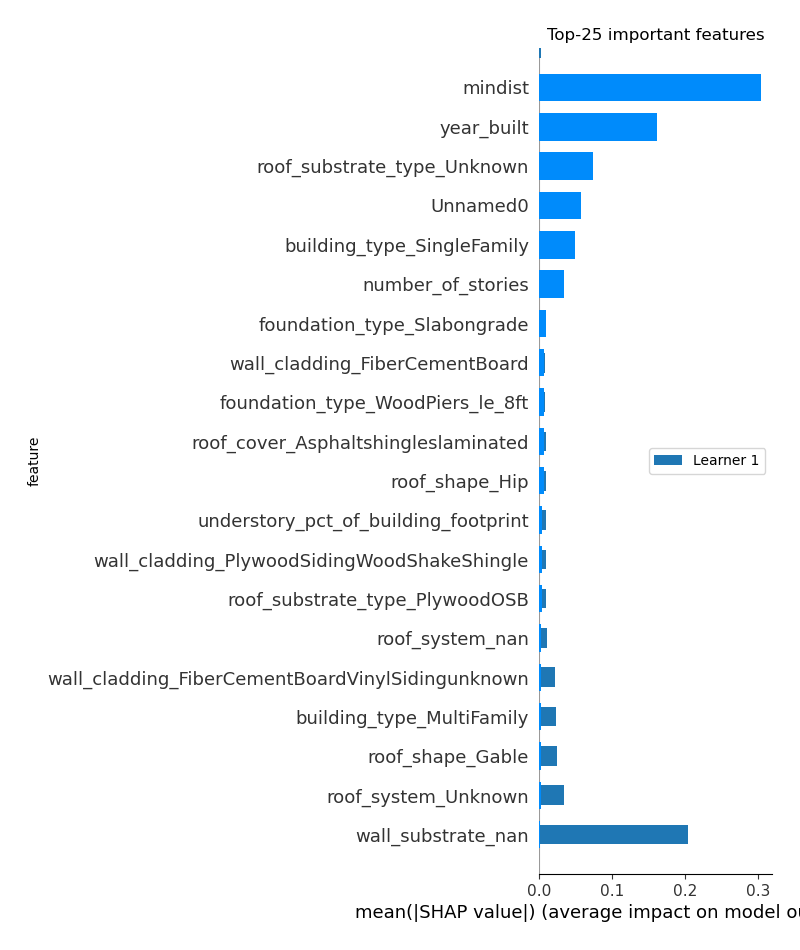 Top-25 important features
mindist
year_built
roof_substrate_type_Unknown
Unnamed0
building_type_SingleFamily
number_of_stories
foundation_type_Slabongrade
wall_cladding_FiberCementBoard
foundation_type_WoodPiers_le_8ft
roof_cover_Asphaltshingleslaminated
roof_shape_Hip
understory_pct_of_building_footprint
wall_cladding_PlywoodSidingWoodShakeShingle
roof_substrate_type_PlywoodOSB
roof_system_nan
wall_cladding_FiberCementBoardVinylSidingunknown
building_type_MultiFamily
roof_shape_Gable
roof_system_Unknown
wall_substrate_nan
feature
Learner 1
0.0 0.1 0.2 0.3
mean(|SHAP value|) (average impact on model